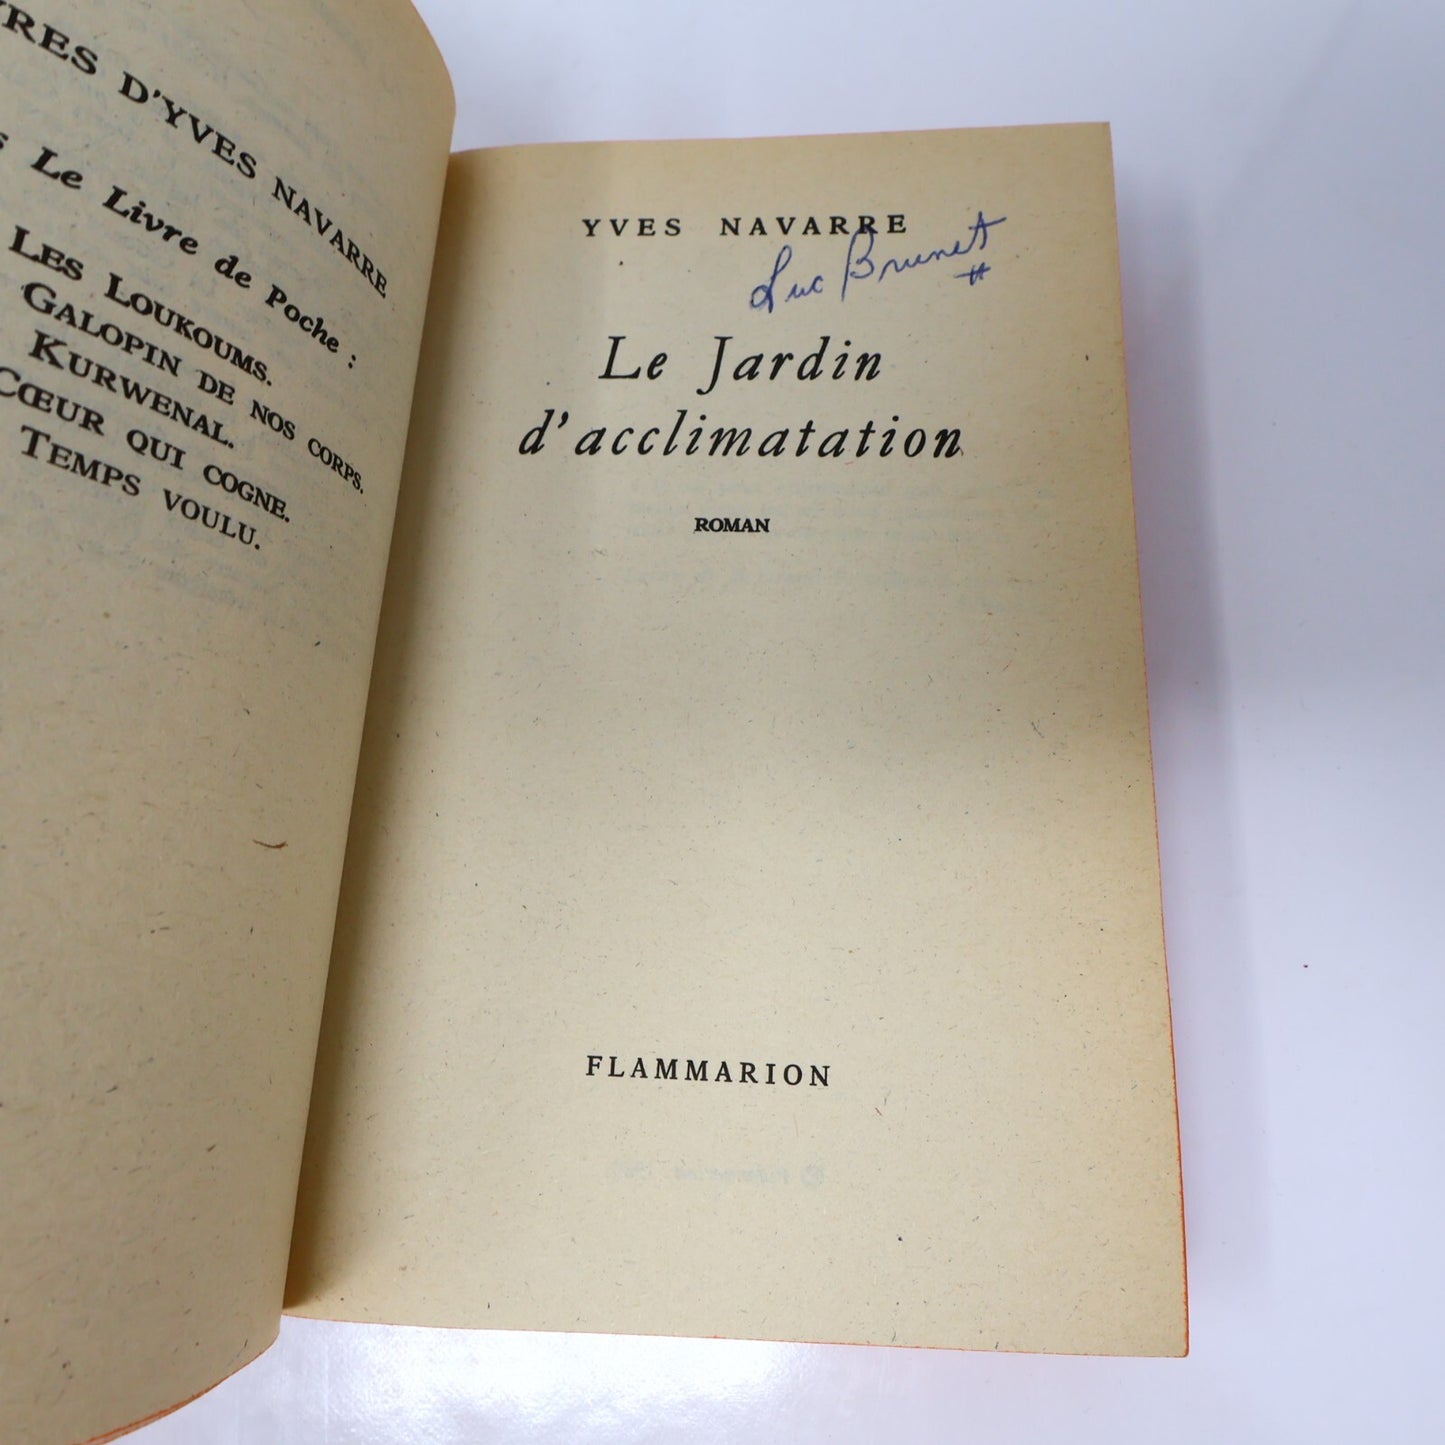 D'YVES NAVARRE
Le Livre de Poche :
LES LOUKOUMS.
GALOPIN DE NOS CORPS.
KURWENAL.
CŒUR QUI COGNE.
TEMPS VOULU.
YVES NAVARRE
Luc Brunet
Le Jardin
d'acclimatation
ROMAN
FLAMMARION